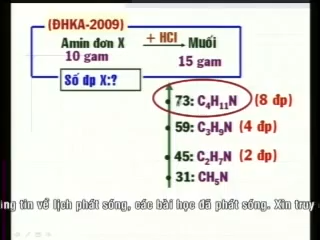 (ĐHKA-2009)
Amin đơn X + HCl Muối
10 gam 15 gam
Số đp X:?
73: C₄H₁₁N (8 đp)
59: C₃H₉N (4 đp)
45: C₂H₇N (2 đp)
31: CH₅N
ông tin về lịch phát sóng, các bài học đã phát sóng. Xin truy